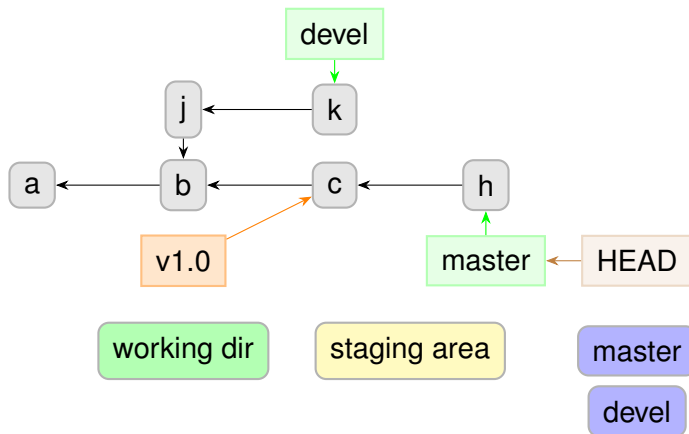 devel
j
k
a
b
c
h
v1.0
master
HEAD
working dir
staging area
master
devel